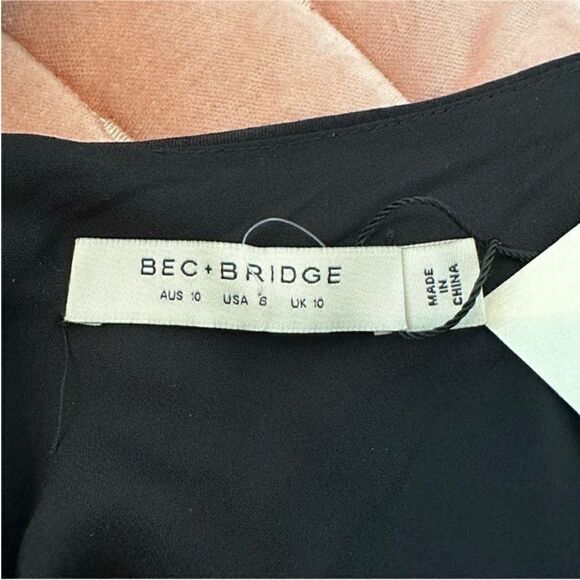 BEC+BRIDGE
AUS 10 USA 6 UK 10
MADE
IN
CHINA